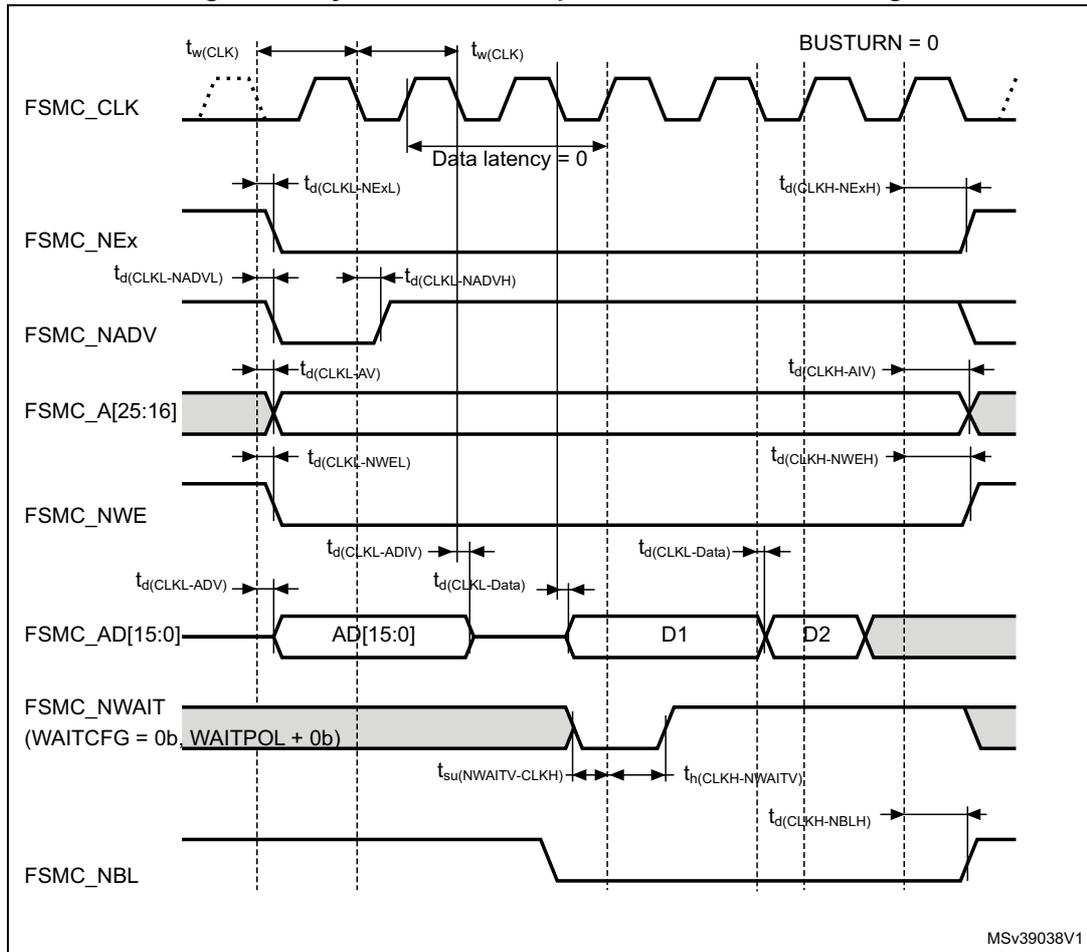 tw(CLK) tw(CLK) BUSTURN = 0
FSMC_CLK
Data latency = 0
td(CLKL-NExL) td(CLKH-NExH)
FSMC_NEx
td(CLKL-NADVL) td(CLKL-NADVH)
FSMC_NADV
td(CLKL-AV) td(CLKH-AIV)
FSMC_A[25:16]
td(CLKL-NWEL) td(CLKH-NWEH)
FSMC_NWE
td(CLKL-ADIV) td(CLKL-Data)
td(CLKL-ADV) td(CLKL-Data)
FSMC_AD[15:0] AD[15:0] D1 D2
FSMC_NWAIT
(WAITCFG = 0b, WAITPOL + 0b)
tsu(NWAITV-CLKH) th(CLKH-NWAITV)
td(CLKH-NBLH)
FSMC_NBL
MSv39038V1